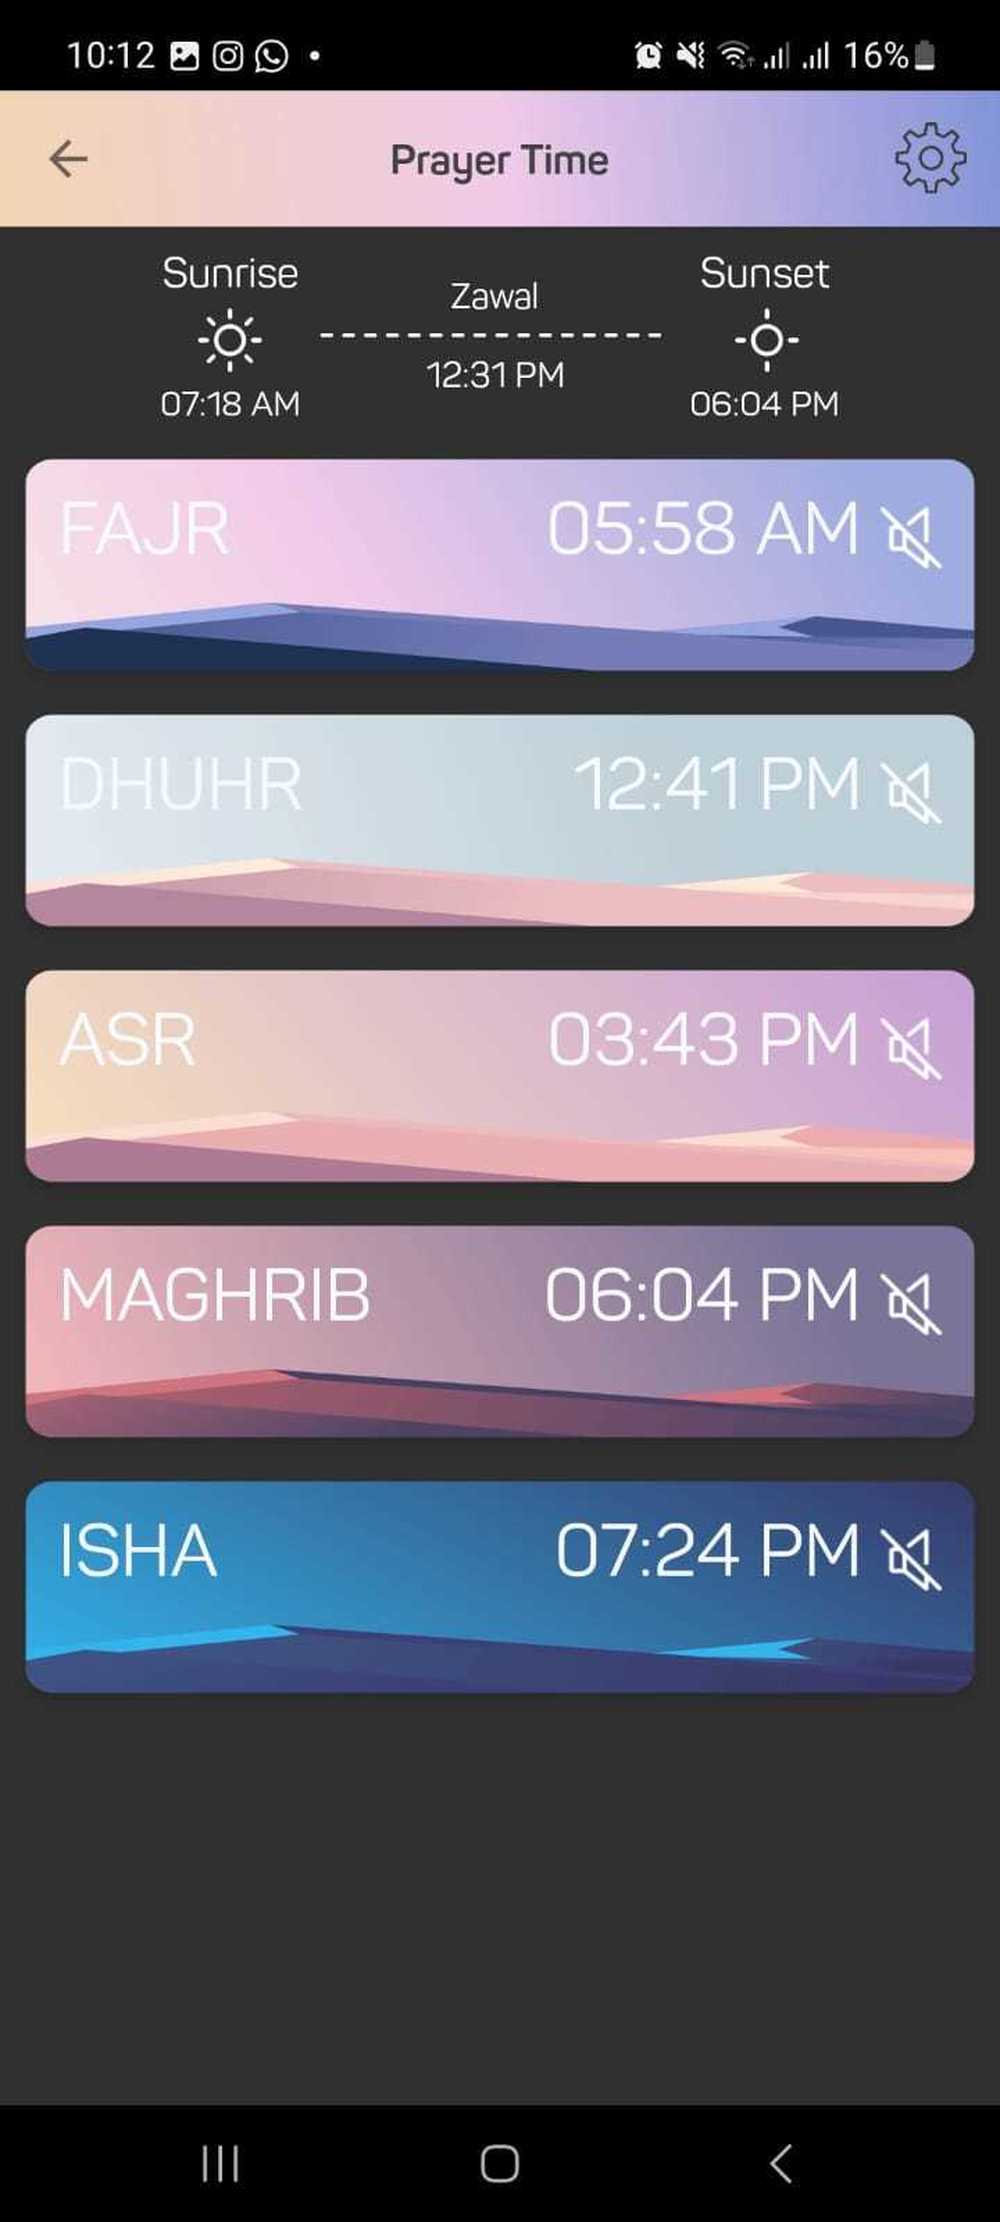 10:12
16%
Prayer Time
Sunrise
Zawal
Sunset
12:31 PM
07:18 AM
06:04 PM
FAJR 05:58 AM
DHUHR 12:41 PM
ASR 03:43 PM
MAGHRIB 06:04 PM
ISHA 07:24 PM